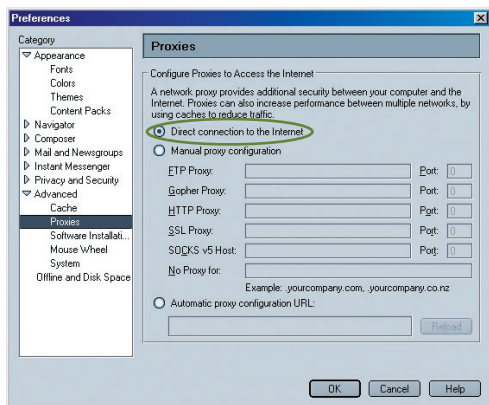 Preferences
Category
Appearance
Fonts
Colors
Themes
Content Packs
Navigator
Composer
Mail and Newsgroups
Instant Messenger
Privacy and Security
Advanced
Cache
Proxies
Software Installati...
Mouse Wheel
System
Offline and Disk Space
Proxies
Configure Proxies to Access the Internet
A network proxy provides additional security between your computer and the
Internet. Proxies can also increase performance between multiple networks, by
using caches to reduce traffic.
Direct connection to the Internet
Manual proxy configuration
FTP Proxy: Port: 0
Gopher Proxy: Port: 0
HTTP Proxy: Port: 0
SSL Proxy: Port: 0
SOCKS v5 Host: Port: 0
No Proxy for:
Example: .yourcompany.com, .yourcompany.co.nz
Automatic proxy configuration URL:
Reload
OK Cancel Help